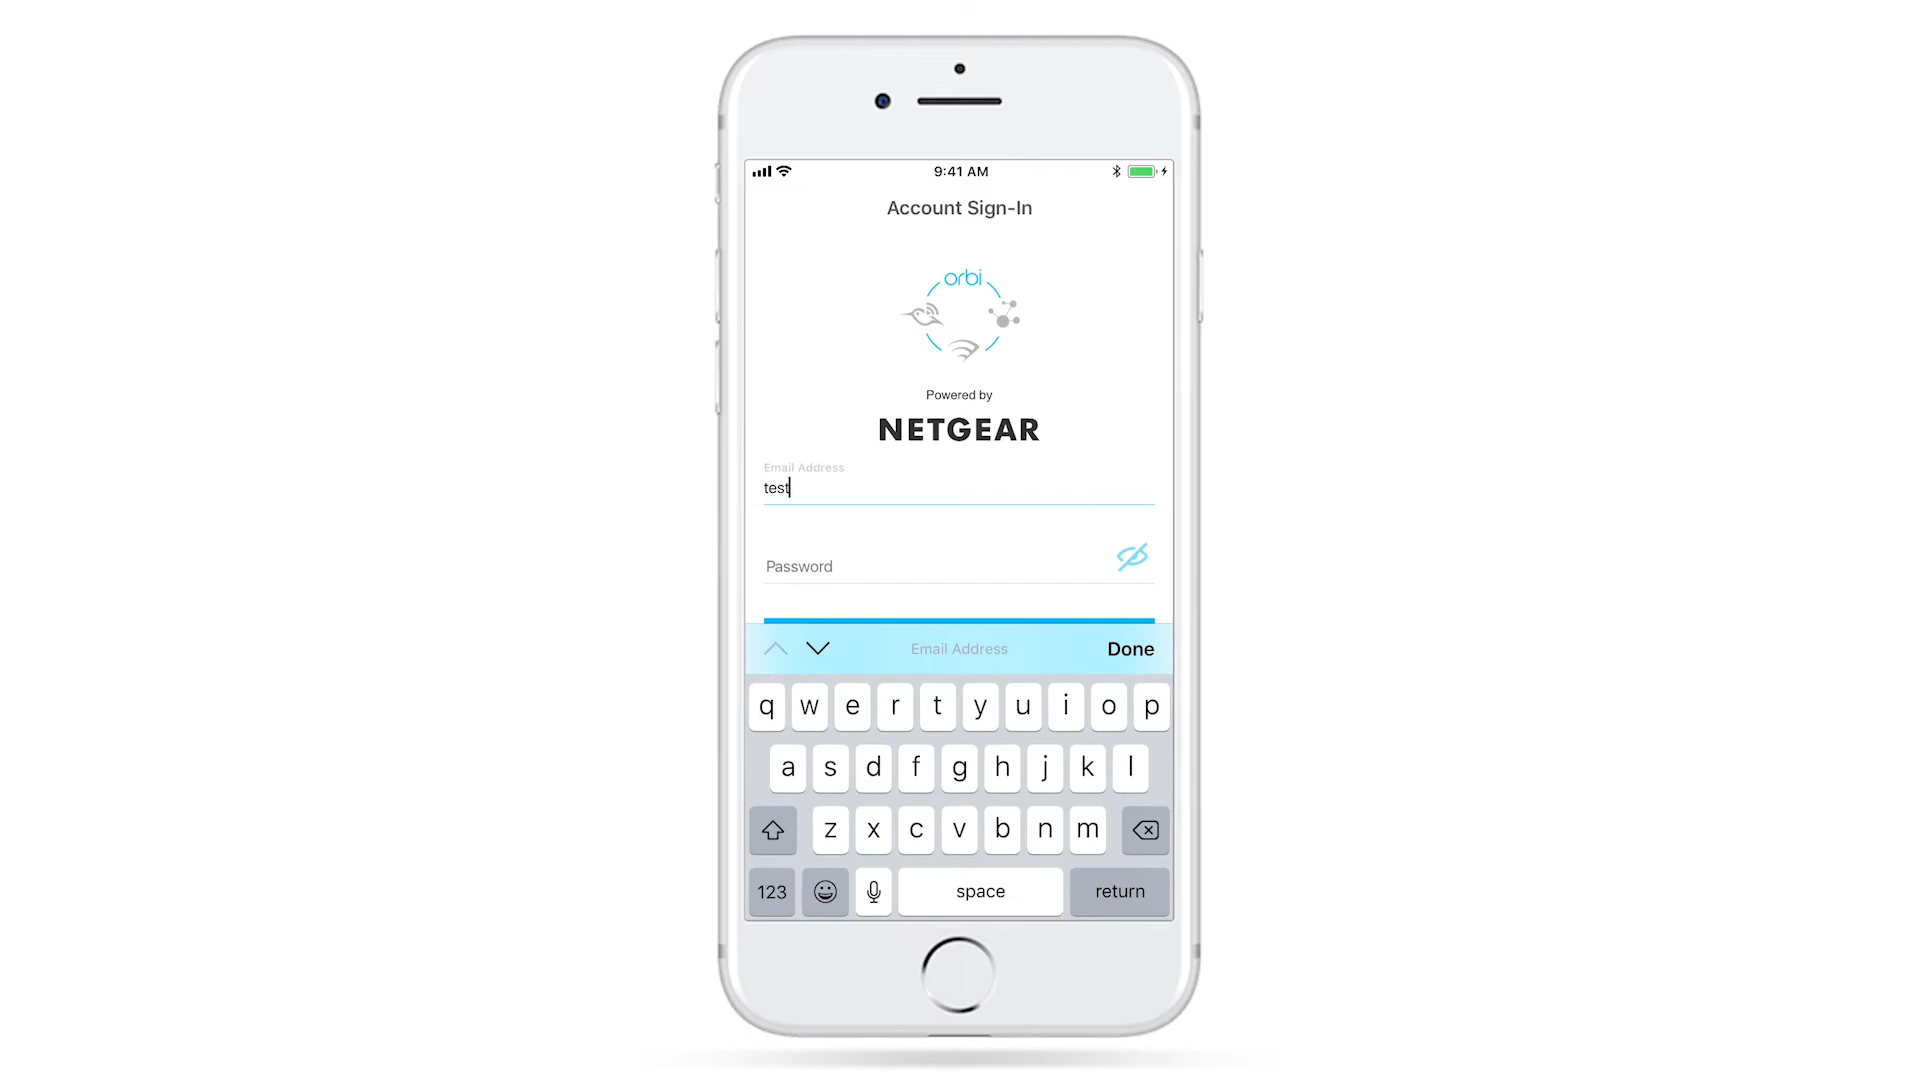 9:41 AM
Account Sign-In
orbi
Powered by
NETGEAR
Email Address
test
Password
Email Address
Done
q w e r t y u i o p
a s d f g h j k l
z x c v b n m
123 space return